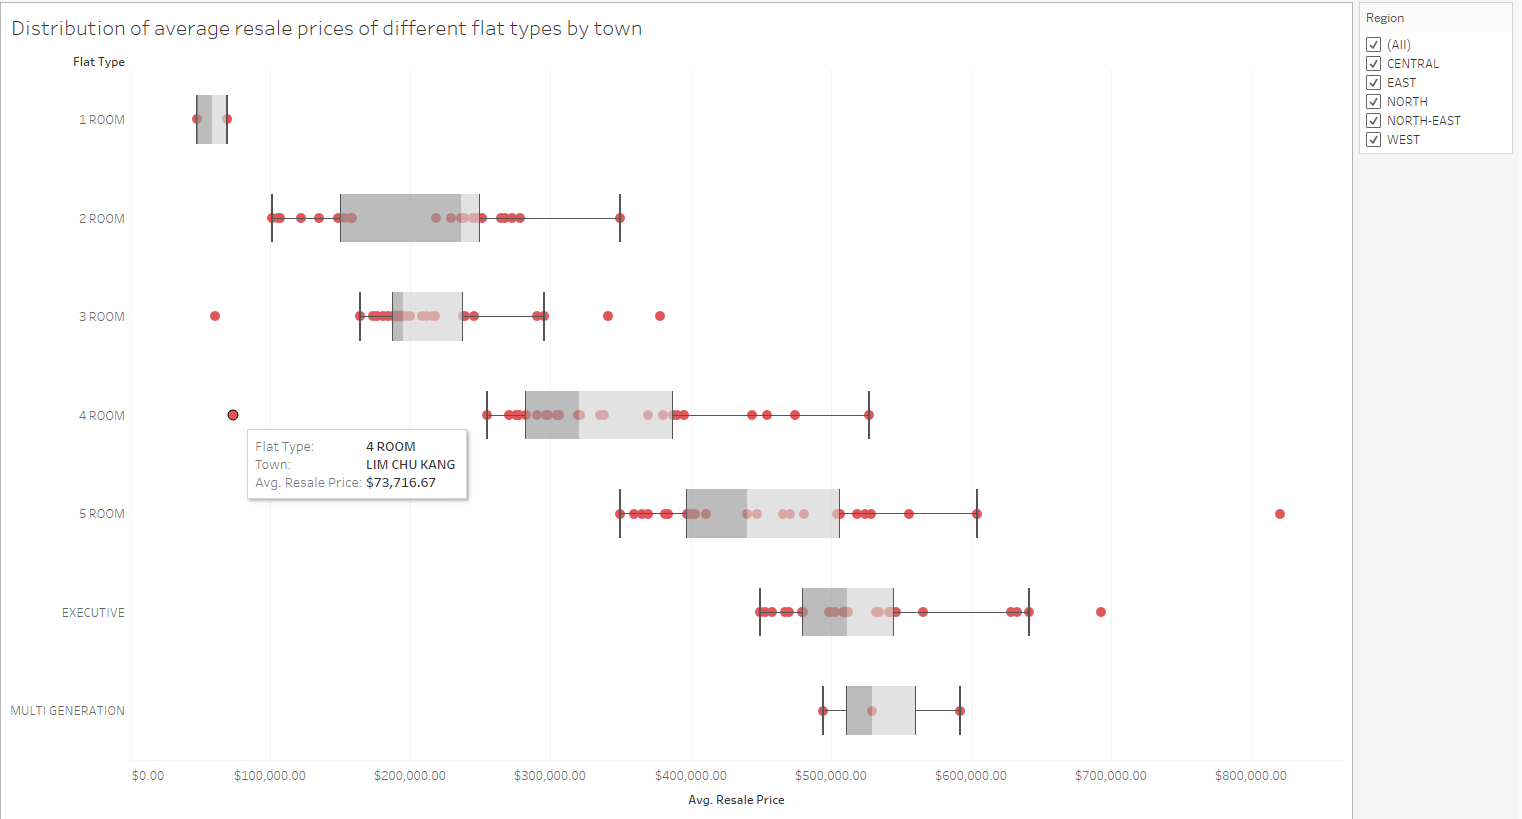 Distribution of average resale prices of different flat types by town
Flat Type
1 ROOM
2 ROOM
3 ROOM
4 ROOM
5 ROOM
EXECUTIVE
MULTI GENERATION
Flat Type: 4 ROOM
Town: LIM CHU KANG
Avg. Resale Price: $73,716.67
$0.00 $100,000.00 $200,000.00 $300,000.00 $400,000.00 $500,000.00 $600,000.00 $700,000.00 $800,000.00
Avg. Resale Price
Region
(All)
CENTRAL
EAST
NORTH
NORTH-EAST
WEST